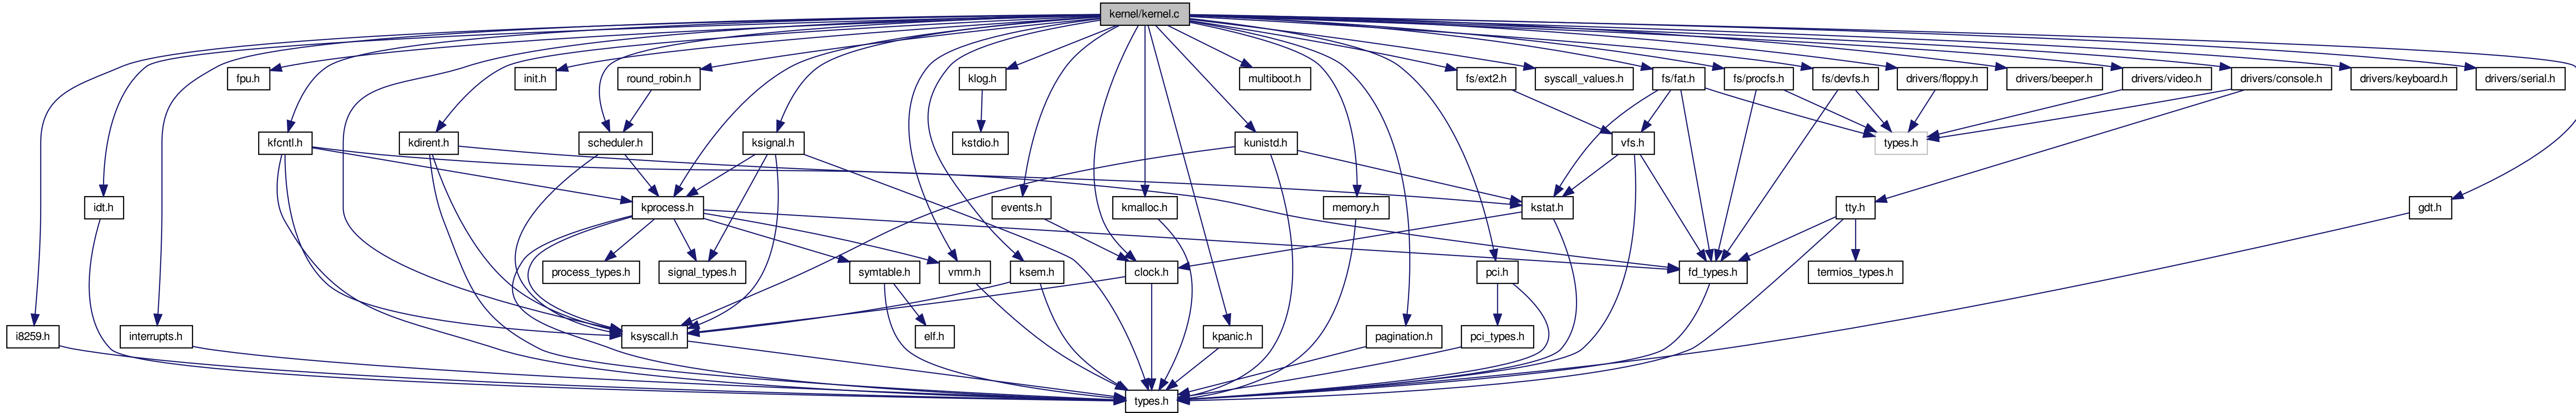 kernel/kernel.c
fpu.h
init.h
round_robin.h
klog.h
multiboot.h
fs/ext2.h
syscall_values.h
fs/fat.h
fs/procfs.h
fs/devfs.h
drivers/floppy.h
drivers/beeper.h
drivers/video.h
drivers/console.h
drivers/keyboard.h
drivers/serial.h
kfcntl.h
kdirent.h
scheduler.h
ksignal.h
kstdio.h
kunistd.h
vfs.h
types.h
idt.h
kprocess.h
events.h
kmalloc.h
memory.h
kstat.h
tty.h
gdt.h
process_types.h
signal_types.h
symtable.h
vmm.h
ksem.h
clock.h
pci.h
fd_types.h
termios_types.h
i8259.h
interrupts.h
ksyscall.h
elf.h
kpanic.h
pagination.h
pci_types.h
types.h